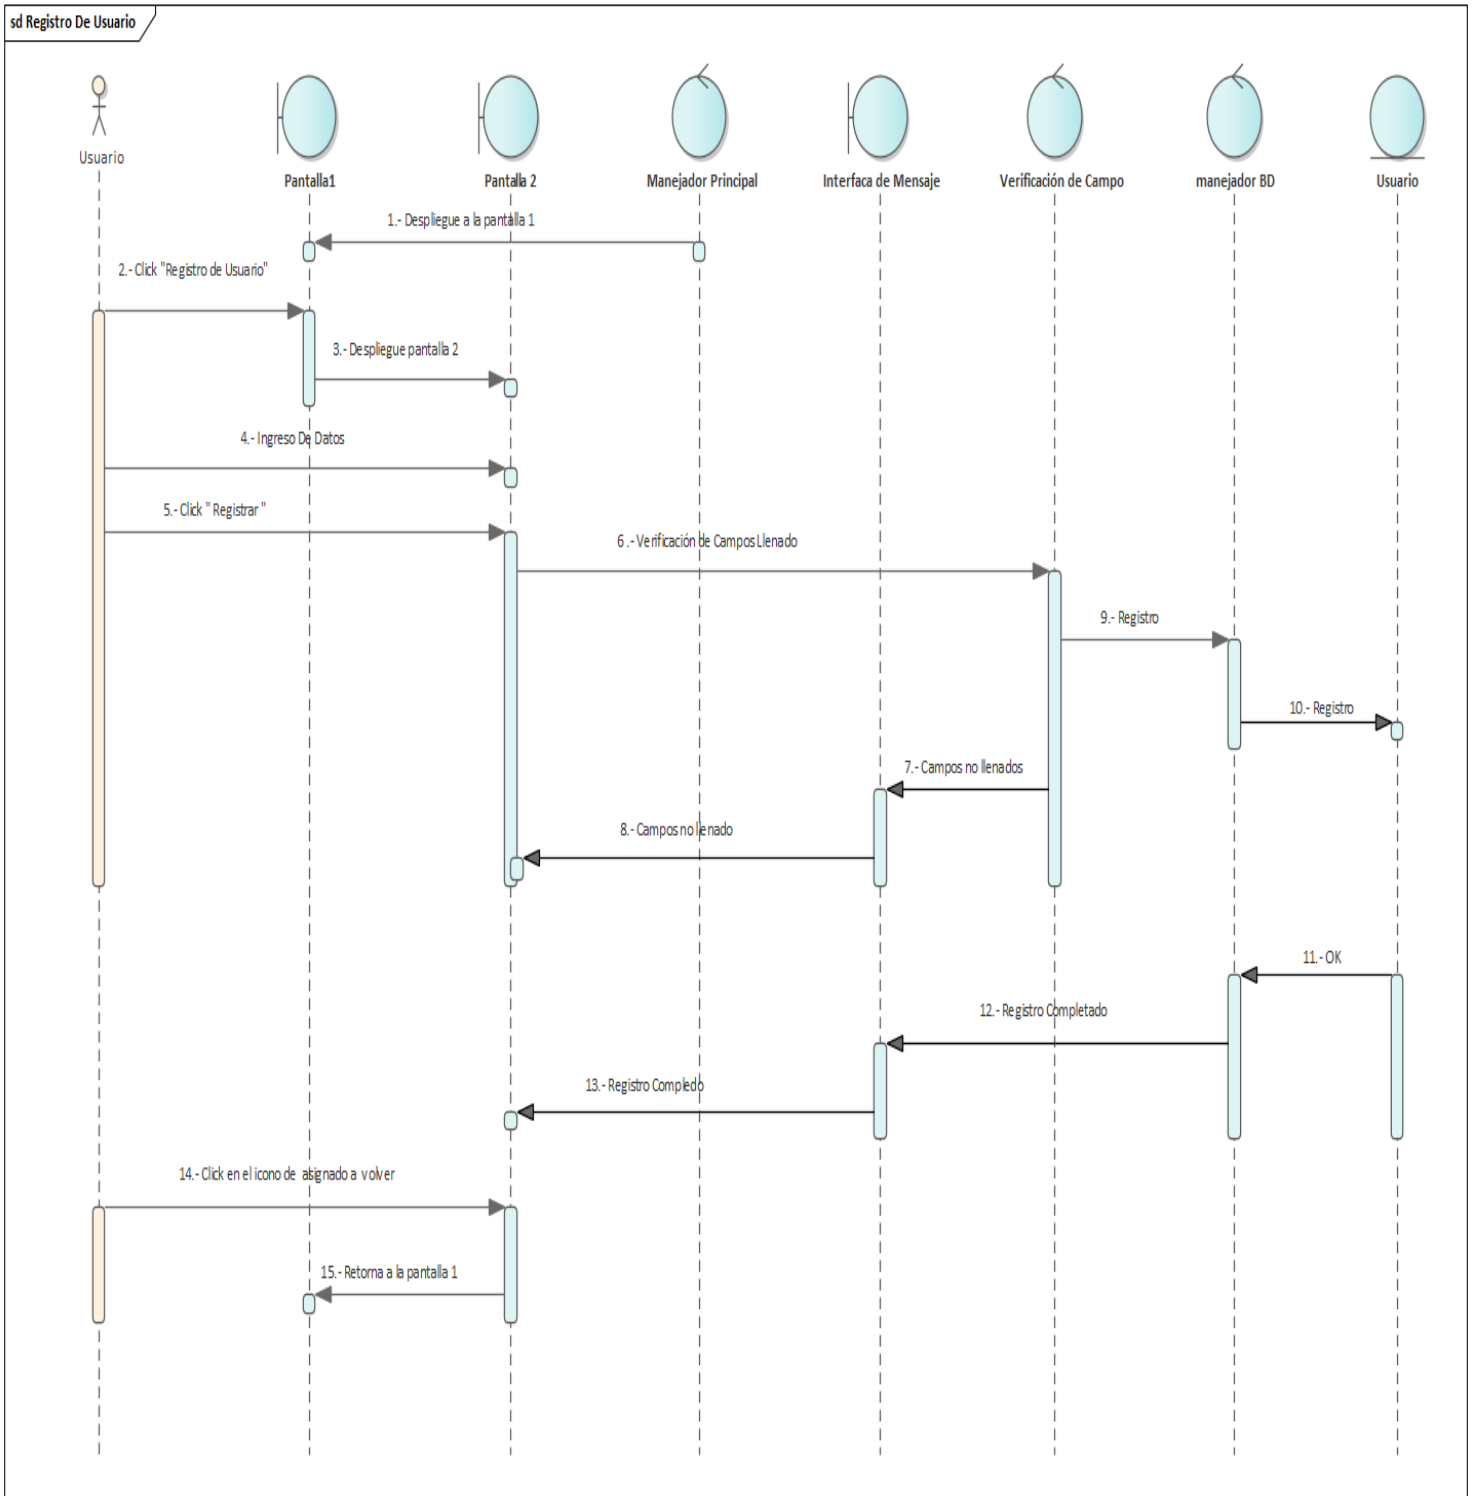 sd Registro De Usuario
Usuario
Pantalla1
Pantalla 2
Manejador Principal
Interfaca de Mensaje
Verificación de Campo
manejador BD
Usuario
1.- Despliegue a la pantalla 1
2.- Click "Registro de Usuario"
3.- Despliegue pantalla 2
4.- Ingreso De Datos
5.- Click " Registrar "
6 .- Verificación de Campos Llenado
9.- Registro
10.- Registro
7.- Campos no llenados
8.- Campos no llenado
11.- OK
12.- Registro Completado
13.- Registro Compledo
14.- Click en el icono de asignado a volver
15.- Retorna a la pantalla 1